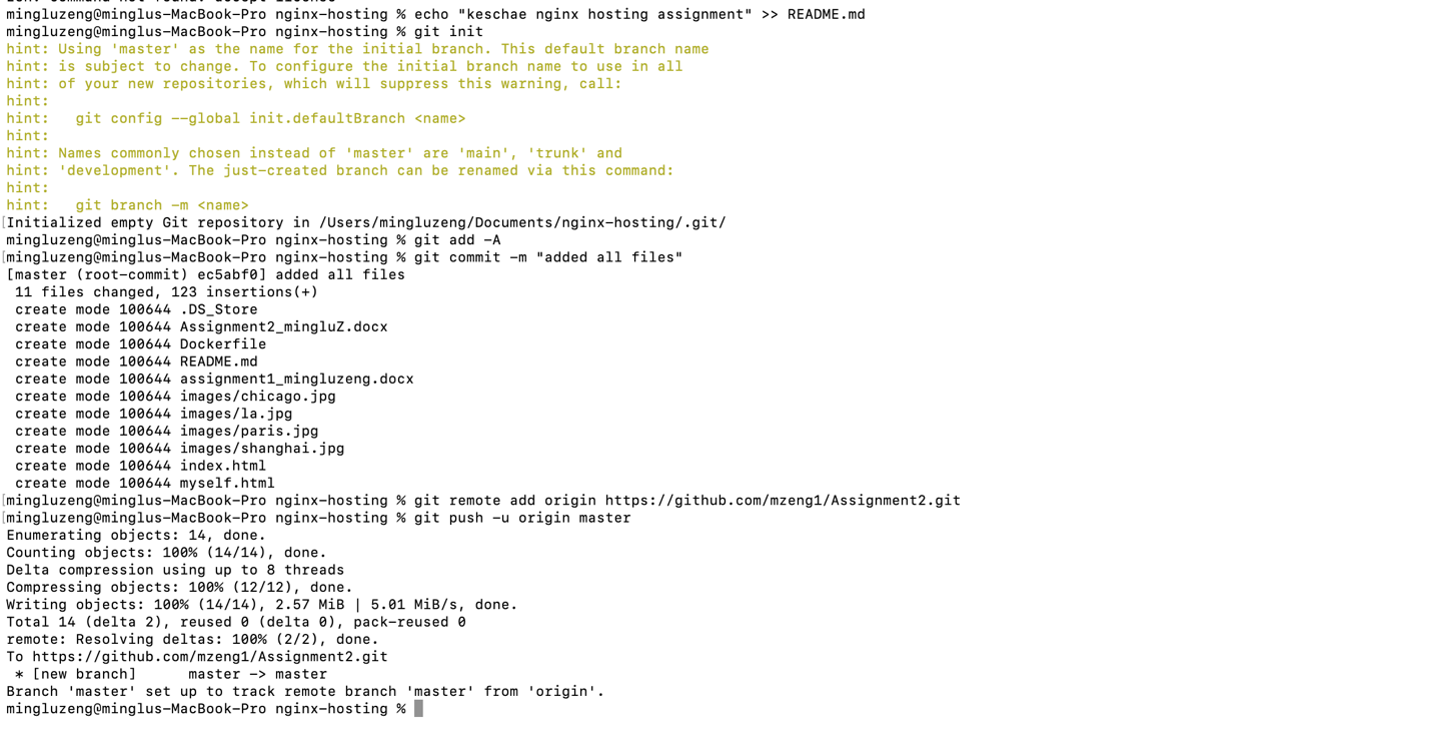 mingluzeng@minglus-MacBook-Pro nginx-hosting % echo "keschae nginx hosting assignment" >> README.md
mingluzeng@minglus-MacBook-Pro nginx-hosting % git init
hint: Using 'master' as the name for the initial branch. This default branch name
hint: is subject to change. To configure the initial branch name to use in all
hint: of your new repositories, which will suppress this warning, call:
hint:
hint:   git config --global init.defaultBranch <name>
hint:
hint: Names commonly chosen instead of 'master' are 'main', 'trunk' and
hint: 'development'. The just-created branch can be renamed via this command:
hint:
hint:   git branch -m <name>
[Initialized empty Git repository in /Users/mingluzeng/Documents/nginx-hosting/.git/
mingluzeng@minglus-MacBook-Pro nginx-hosting % git add -A
[mingluzeng@minglus-MacBook-Pro nginx-hosting % git commit -m "added all files"
[master (root-commit) ec5abf0] added all files
 11 files changed, 123 insertions(+)
 create mode 100644 .DS_Store
 create mode 100644 Assignment2_mingluZ.docx
 create mode 100644 Dockerfile
 create mode 100644 README.md
 create mode 100644 assignment1_mingluzeng.docx
 create mode 100644 images/chicago.jpg
 create mode 100644 images/la.jpg
 create mode 100644 images/paris.jpg
 create mode 100644 images/shanghai.jpg
 create mode 100644 index.html
 create mode 100644 myself.html
[mingluzeng@minglus-MacBook-Pro nginx-hosting % git remote add origin https://github.com/mzeng1/Assignment2.git
[mingluzeng@minglus-MacBook-Pro nginx-hosting % git push -u origin master
Enumerating objects: 14, done.
Counting objects: 100% (14/14), done.
Delta compression using up to 8 threads
Compressing objects: 100% (12/12), done.
Writing objects: 100% (14/14), 2.57 MiB | 5.01 MiB/s, done.
Total 14 (delta 2), reused 0 (delta 0), pack-reused 0
remote: Resolving deltas: 100% (2/2), done.
To https://github.com/mzeng1/Assignment2.git
 * [new branch]      master -> master
Branch 'master' set up to track remote branch 'master' from 'origin'.
mingluzeng@minglus-MacBook-Pro nginx-hosting %